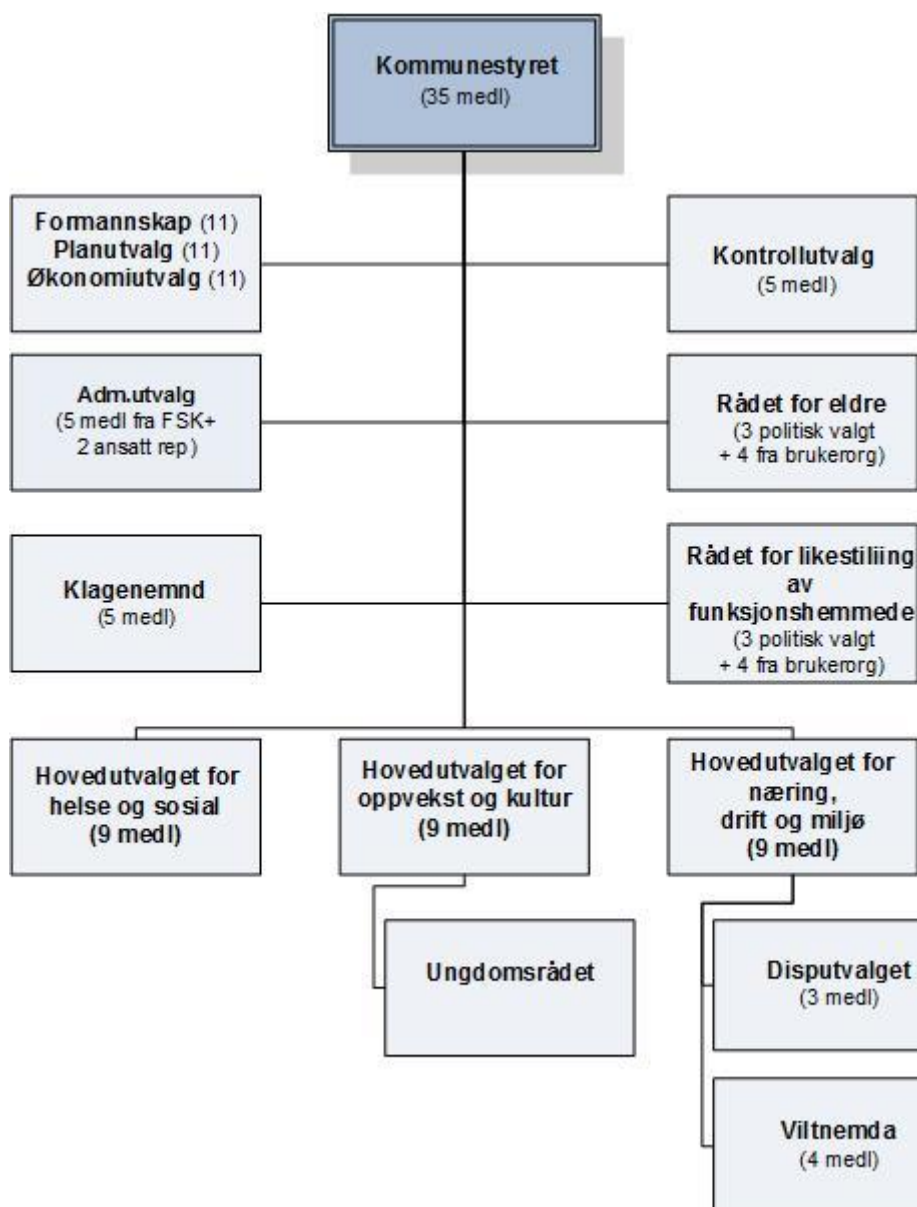 Kommunestyret
(35 medl)
Formannskap (11)
Planutvalg (11)
Økonomiutvalg (11)
Kontrollutvalg
(5 medl)
Adm.utvalg
(5 medl fra FSK+
2 ansatt rep)
Rådet for eldre
(3 politisk valgt
+ 4 fra brukerorg)
Klagenemnd
(5 medl)
Rådet for likestiliing
av
funksjonshemmede
(3 politisk valgt
+ 4 fra brukerorg)
Hovedutvalget for
helse og sosial
(9 medl)
Hovedutvalget for
oppvekst og kultur
(9 medl)
Hovedutvalget for
næring,
drift og miljø
(9 medl)
Ungdomsrådet
Disputvalget
(3 medl)
Viltnemda
(4 medl)